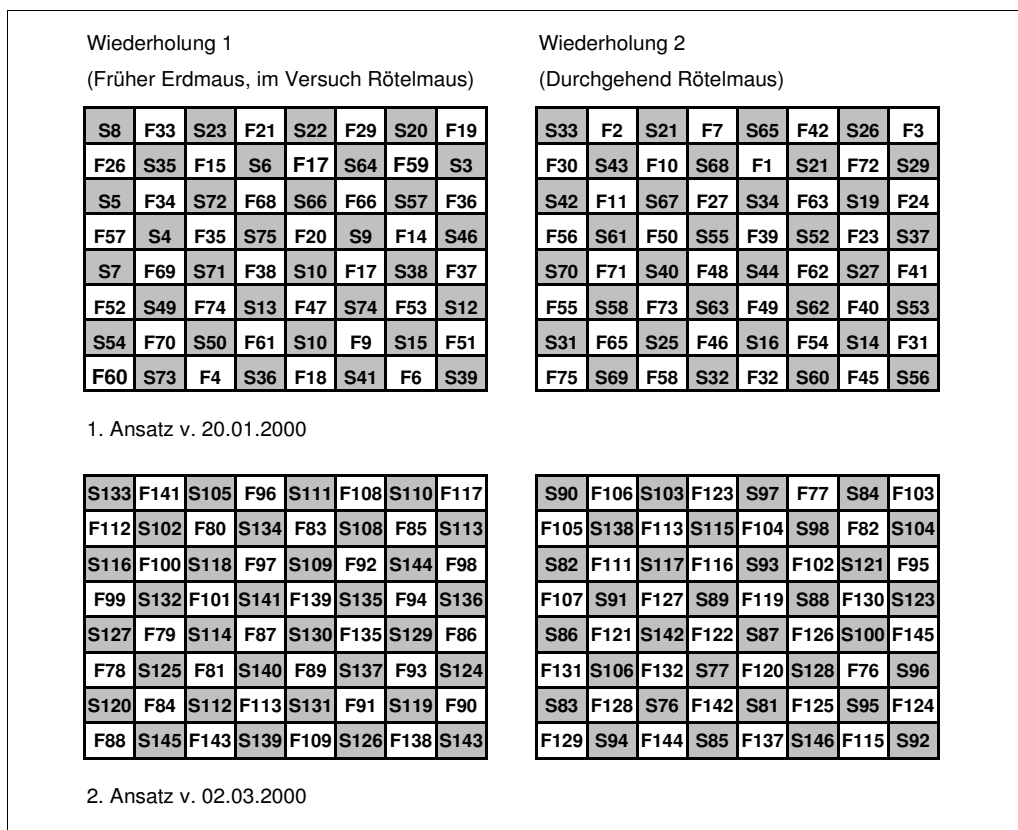 Wiederholung 1
(Früher Erdmaus, im Versuch Rötelmaus)
S8 F33 S23 F21 S22 F29 S20 F19
F26 S35 F15 S6 F17 S64 F59 S3
S5 F34 S72 F68 S66 F66 S57 F36
F57 S4 F35 S75 F20 S9 F14 S46
S7 F69 S71 F38 S10 F17 S38 F37
F52 S49 F74 S13 F47 S74 F53 S12
S54 F70 S50 F61 S10 F9 S15 F51
F60 S73 F4 S36 F18 S41 F6 S39
Wiederholung 2
(Durchgehend Rötelmaus)
S33 F2 S21 F7 S65 F42 S26 F3
F30 S43 F10 S68 F1 S21 F72 S29
S42 F11 S67 F27 S34 F63 S19 F24
F56 S61 F50 S55 F39 S52 F23 S37
S70 F71 S40 F48 S44 F62 S27 F41
F55 S58 F73 S63 F49 S62 F40 S53
S31 F65 S25 F46 S16 F54 S14 F31
F75 S69 F58 S32 F32 S60 F45 S56
1. Ansatz v. 20.01.2000
S133 F141 S105 F96 S111 F108 S110 F117
F112 S102 F80 S134 F83 S108 F85 S113
S116 F100 S118 F97 S109 F92 S144 F98
F99 S132 F101 S141 F139 S135 F94 S136
S127 F79 S114 F87 S130 F135 S129 F86
F78 S125 F81 S140 F89 S137 F93 S124
S120 F84 S112 F113 S131 F91 S119 F90
F88 S145 F143 S139 F109 S126 F138 S143
S90 F106 S103 F123 S97 F77 S84 F103
F105 S138 F113 S115 F104 S98 F82 S104
S82 F111 S117 F116 S93 F102 S121 F95
F107 S91 F127 S89 F119 S88 F130 S123
S86 F121 S142 F122 S87 F126 S100 F145
F131 S106 F132 S77 F120 S128 F76 S96
S83 F128 S76 F142 S81 F125 S95 F124
F129 S94 F144 S85 F137 S146 F115 S92
2. Ansatz v. 02.03.2000